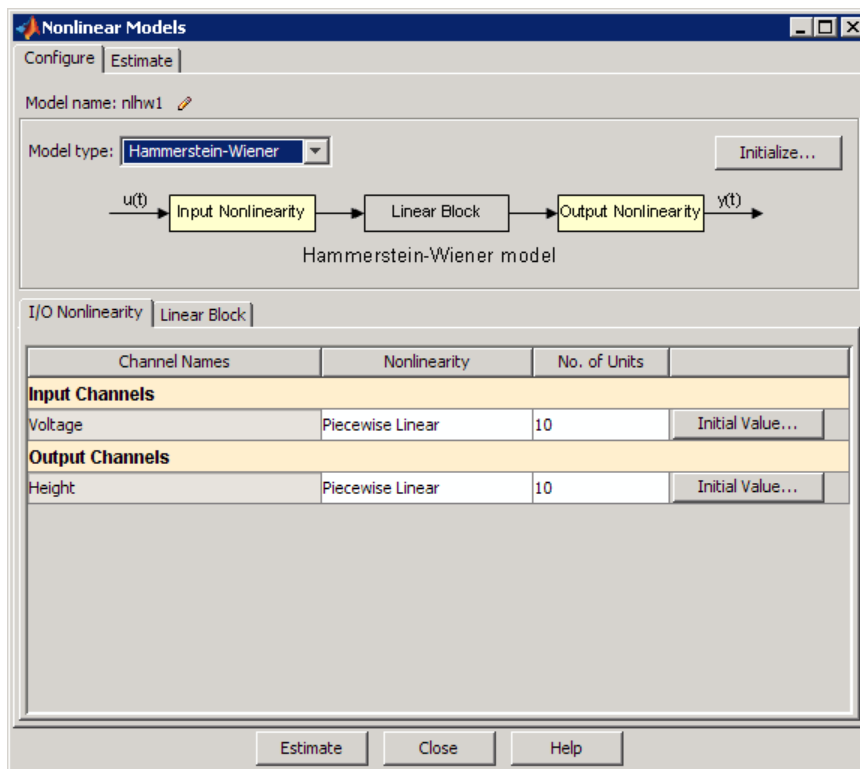 Nonlinear Models
Configure Estimate
Model name: nlhw1
Model type: Hammerstein-Wiener Initialize...
u(t) Input Nonlinearity Linear Block Output Nonlinearity y(t)
Hammerstein-Wiener model
I/O Nonlinearity Linear Block
Channel Names Nonlinearity No. of Units
Input Channels
Voltage Piecewise Linear 10 Initial Value...
Output Channels
Height Piecewise Linear 10 Initial Value...
Estimate Close Help